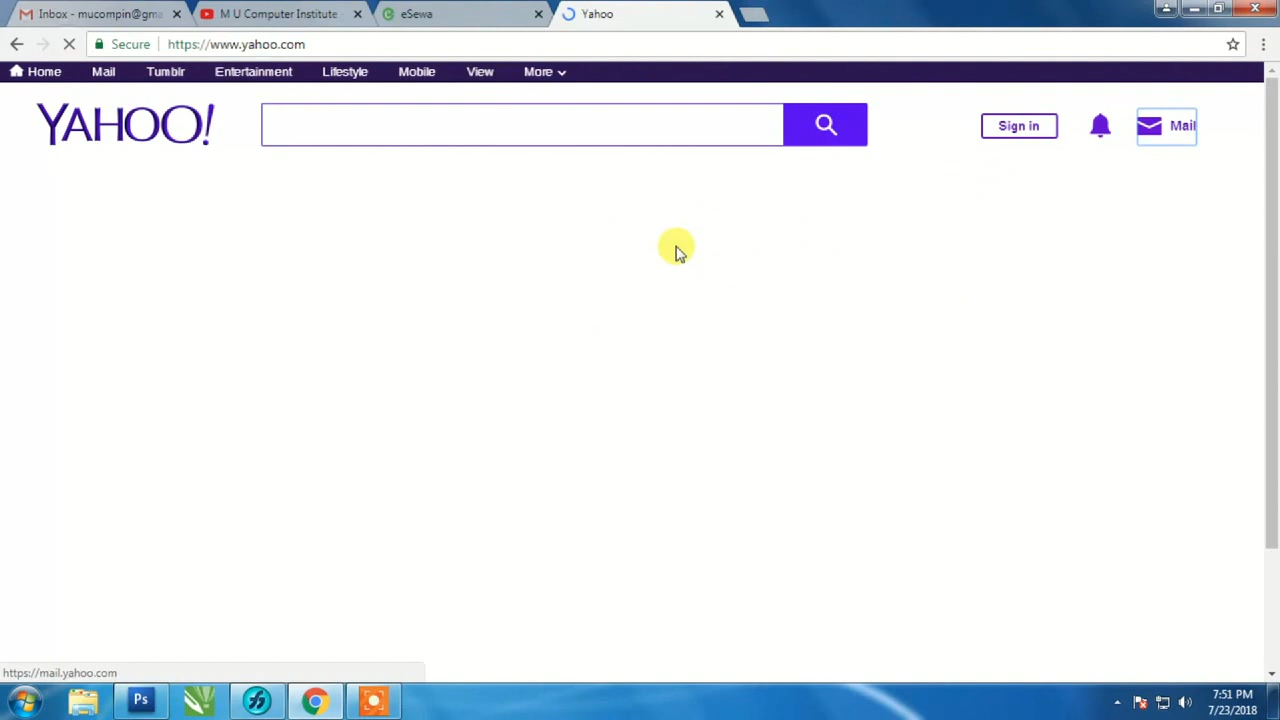 Inbox - mucompin@gma
M U Computer Institute
eSewa
Yahoo
Secure
https://www.yahoo.com
Home
Mail
Tumblr
Entertainment
Lifestyle
Mobile
View
More
YAHOO!
Sign in
Mail
https://mail.yahoo.com
Ps
7:51 PM
7/23/2018